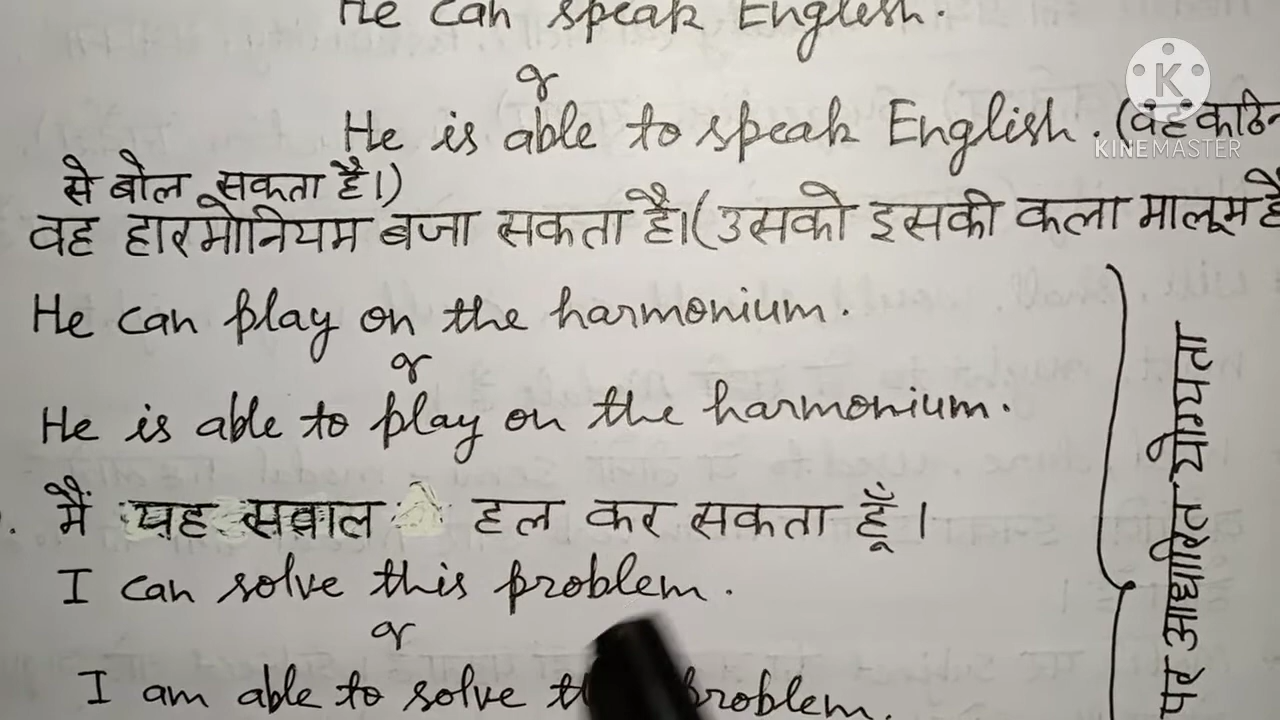 He can speak English.
or
He is able to speak English. (वह कठिन
से बोल सकता है।)
वह हारमोनियम बजा सकता है। (उसको इसकी कला मालूम है
He can play on the harmonium.
or
He is able to play on the harmonium.
मैं यह सवाल हल कर सकता हूँ।
I can solve this problem.
or
I am able to solve problem.
पर आधारित योग्यता
K
KINEMASTER